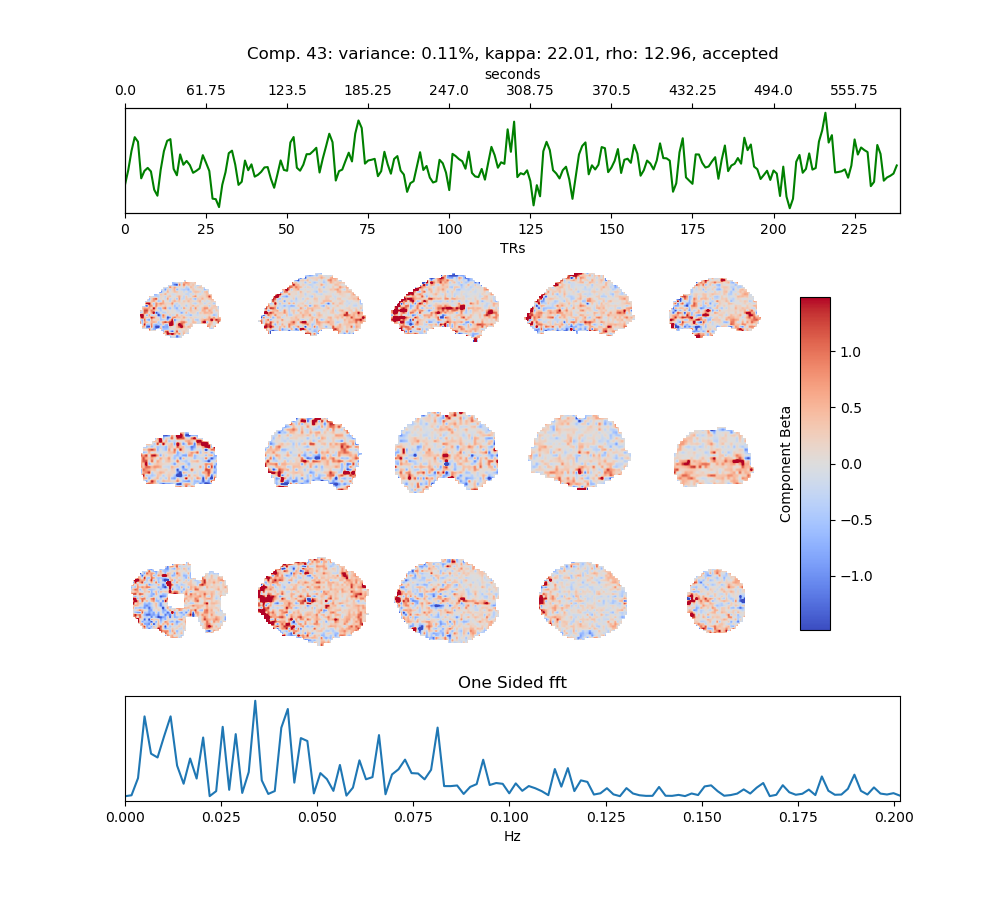 Comp. 43: variance: 0.11%, kappa: 22.01, rho: 12.96, accepted
seconds
0.0 61.75 123.5 185.25 247.0 308.75 370.5 432.25 494.0 555.75
0 25 50 75 100 125 150 175 200 225
TRs
1.0
0.5
0.0
−0.5
−1.0
Component Beta
One Sided fft
0.000 0.025 0.050 0.075 0.100 0.125 0.150 0.175 0.200
Hz